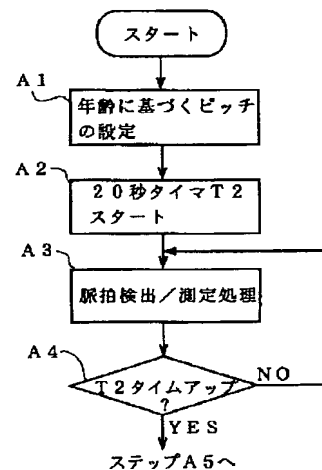 スタート
A1
年齢に基づくピッチ
の設定
A2
20秒タイマT2
スタート
A3
脈拍検出/測定処理
A4
T2タイムアップ
?
NO
YES
ステップA5へ